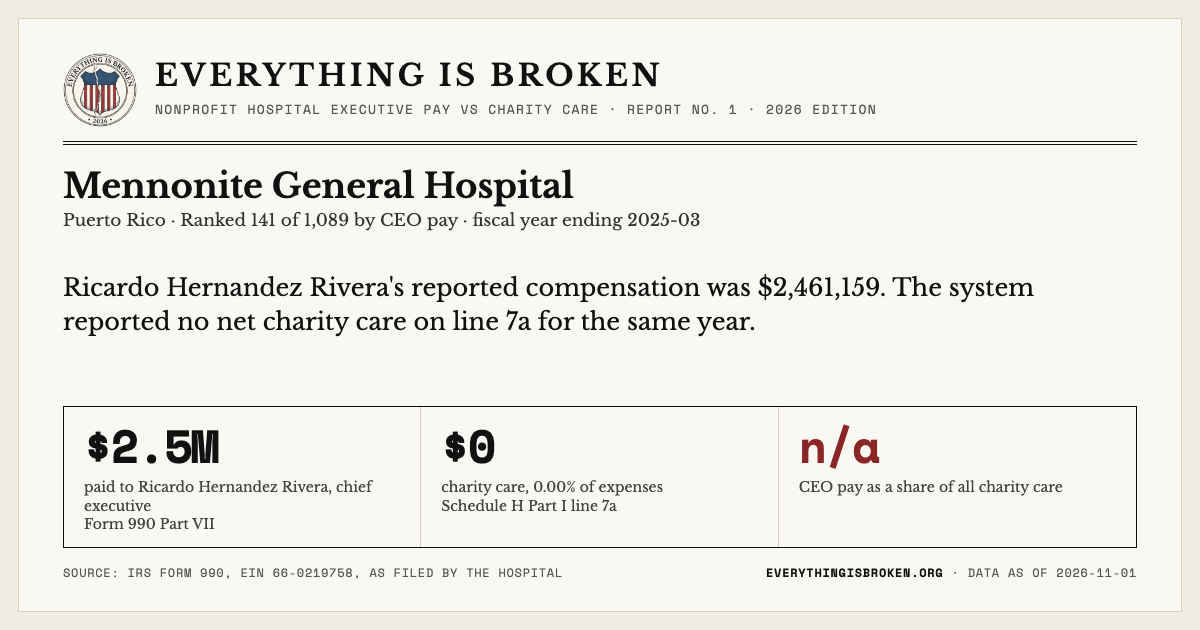 EVERYTHING IS BROKEN
· 2026 ·
EVERYTHING IS BROKEN
NONPROFIT HOSPITAL EXECUTIVE PAY VS CHARITY CARE · REPORT NO. 1 · 2026 EDITION
Mennonite General Hospital
Puerto Rico · Ranked 141 of 1,089 by CEO pay · fiscal year ending 2025-03
Ricardo Hernandez Rivera's reported compensation was $2,461,159. The system
reported no net charity care on line 7a for the same year.
$2.5M
paid to Ricardo Hernandez Rivera, chief
executive
Form 990 Part VII
$0
charity care, 0.00% of expenses
Schedule H Part I line 7a
n/a
CEO pay as a share of all charity care
SOURCE: IRS FORM 990, EIN 66-0219758, AS FILED BY THE HOSPITAL
EVERYTHINGISBROKEN.ORG · DATA AS OF 2026-11-01